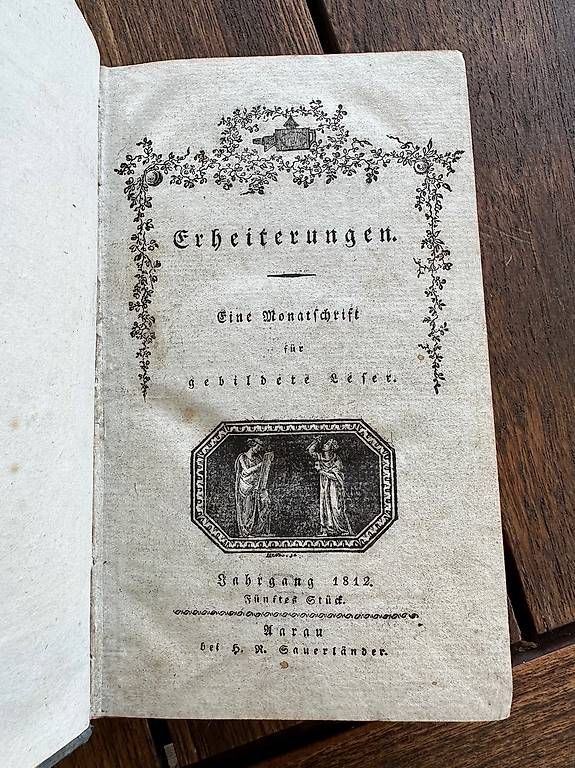 Erheiterungen.
Eine Monatschrift
für
gebildete Leser.
Jahrgang 1812.
Fünftes Stück.
Aarau
bei H. R. Sauerländer.